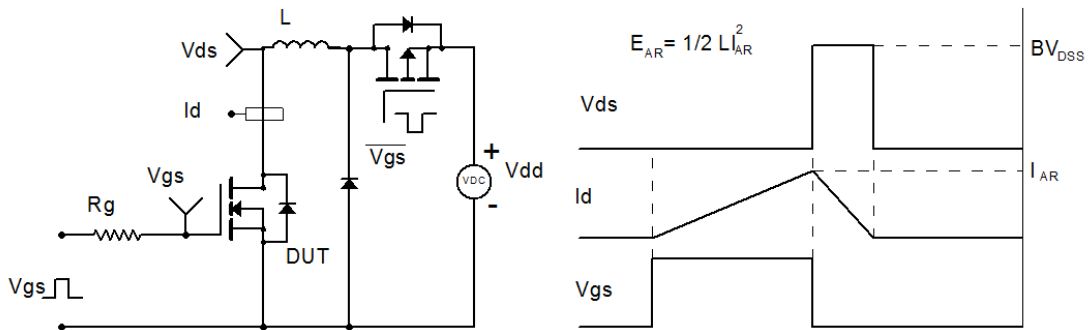 L
Vds
Id
Vgs
Vgs
+
VDC
Vdd
-
Vgs
Rg
DUT
Vgs
E_AR = 1/2 LI_AR^2
BV_DSS
Vds
I_AR
Id
Vgs